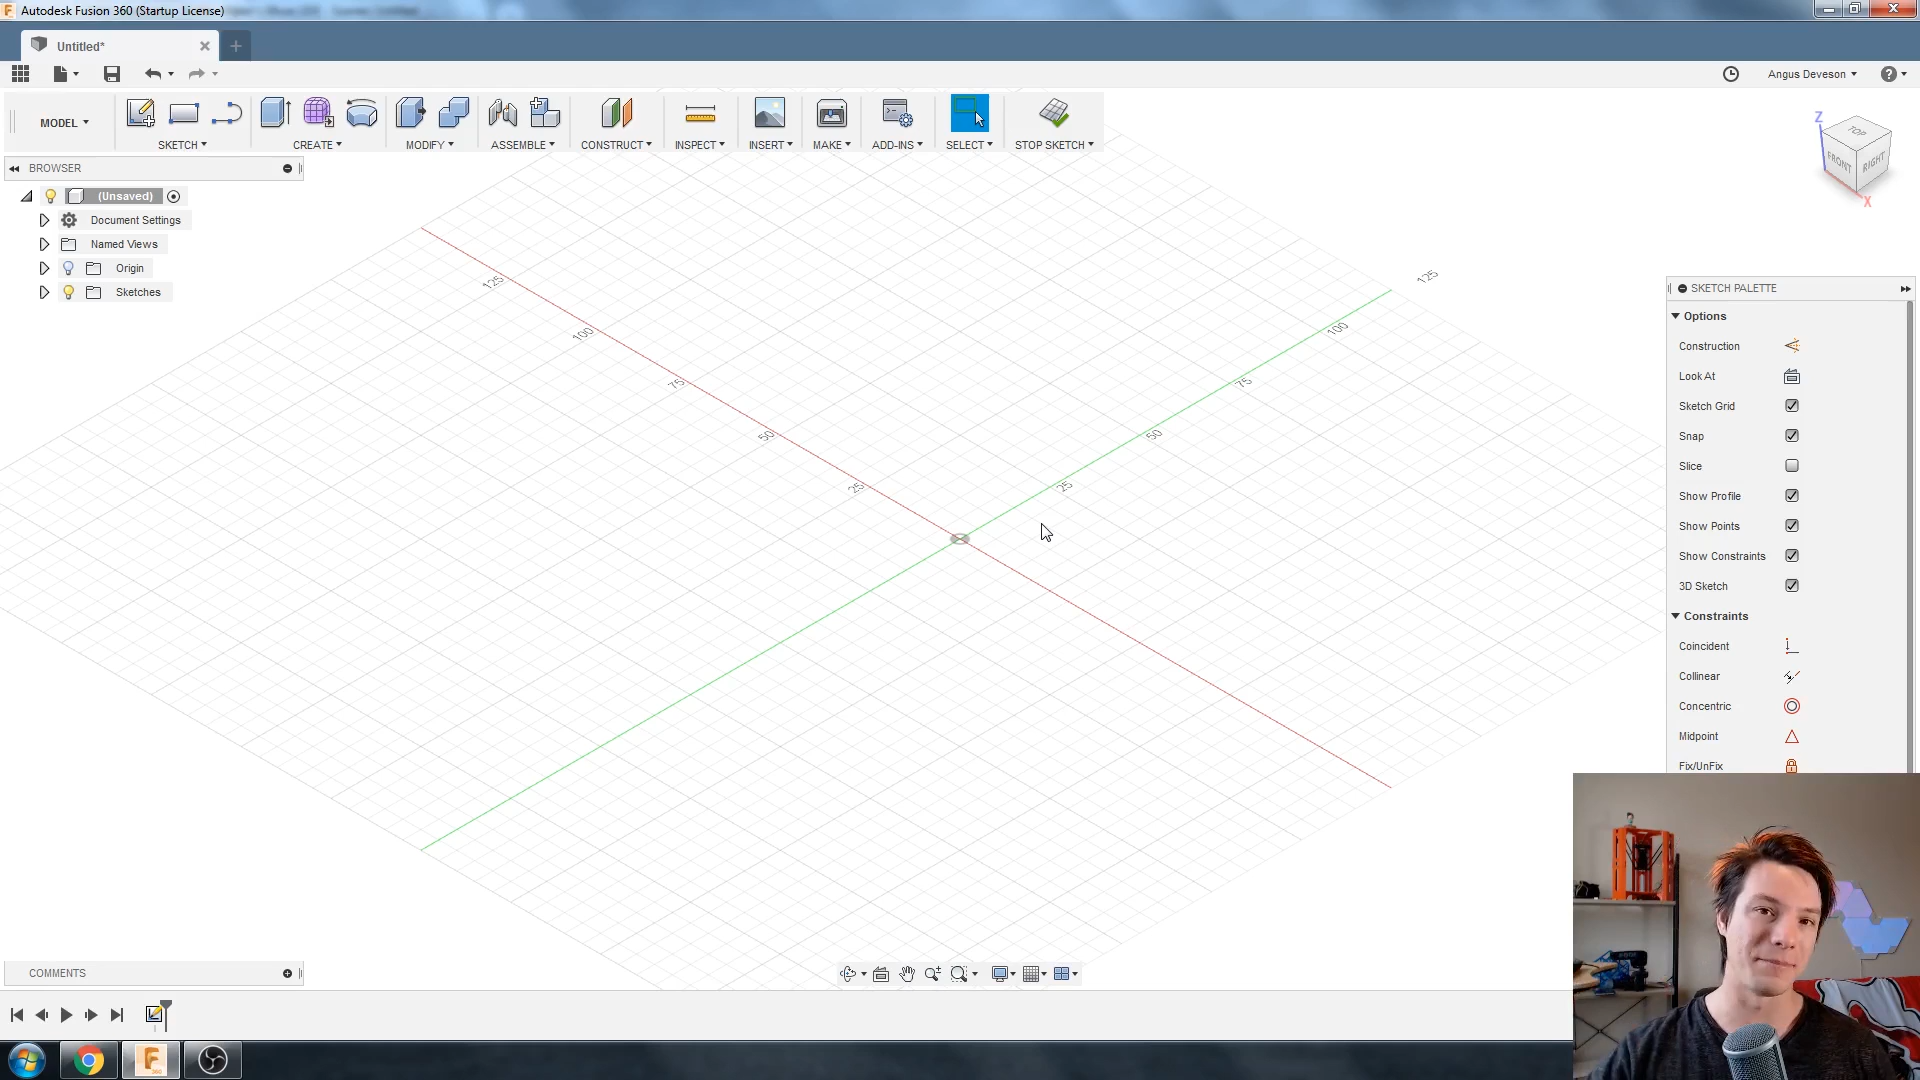 Autodesk Fusion 360 (Startup License)
Untitled*
Angus Deveson
MODEL
SKETCH
CREATE
MODIFY
ASSEMBLE
CONSTRUCT
INSPECT
INSERT
MAKE
ADD-INS
SELECT
STOP SKETCH
BROWSER
(Unsaved)
Document Settings
Named Views
Origin
Sketches
Z
TOP
FRONT
RIGHT
X
125
100
75
50
25
125
100
75
50
25
SKETCH PALETTE
Options
Construction
Look At
Sketch Grid
Snap
Slice
Show Profile
Show Points
Show Constraints
3D Sketch
Constraints
Coincident
Collinear
Concentric
Midpoint
Fix/UnFix
COMMENTS